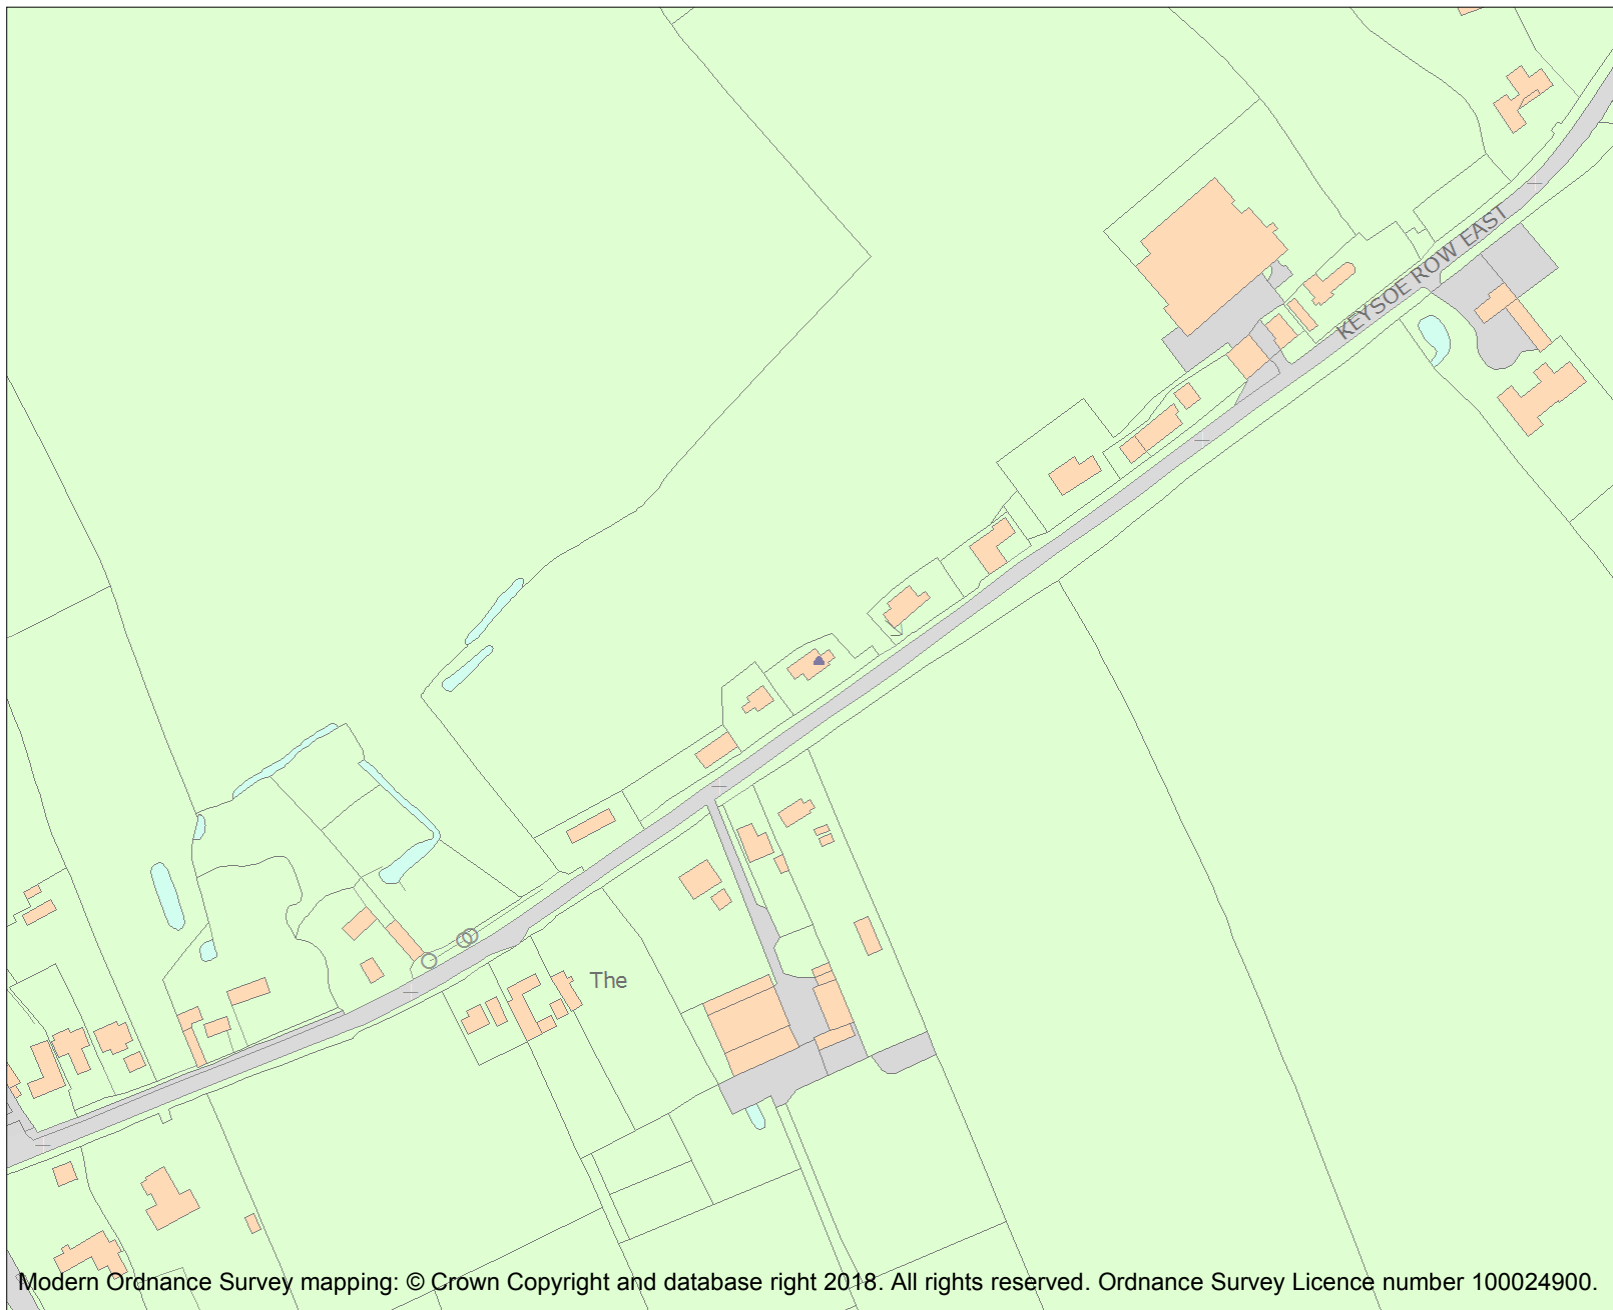 KEYSOE ROW EAST
The
Modern Ordnance Survey mapping: © Crown Copyright and database right 2018. All rights reserved. Ordnance Survey Licence number 100024900.